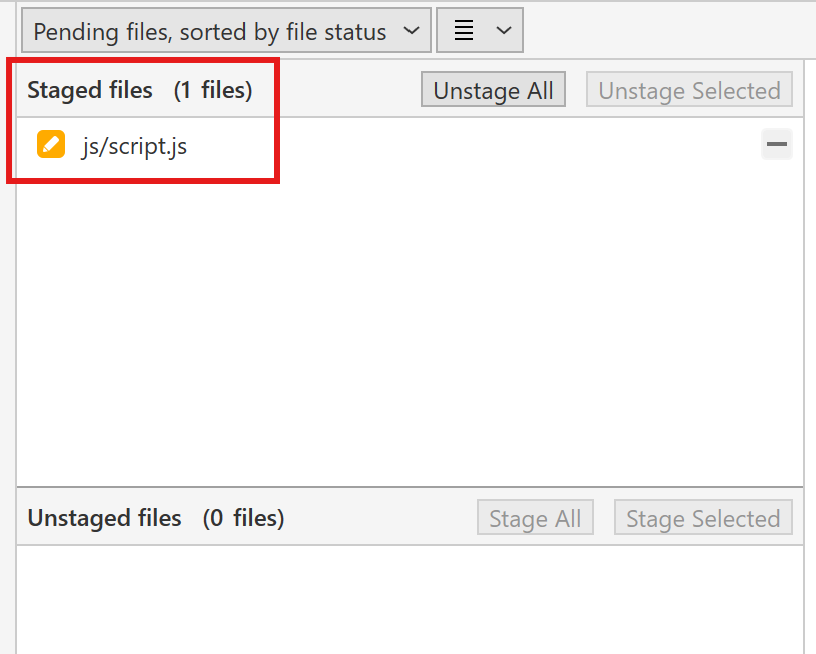 Pending files, sorted by file status
Staged files (1 files) Unstage All Unstage Selected
js/script.js
Unstaged files (0 files) Stage All Stage Selected